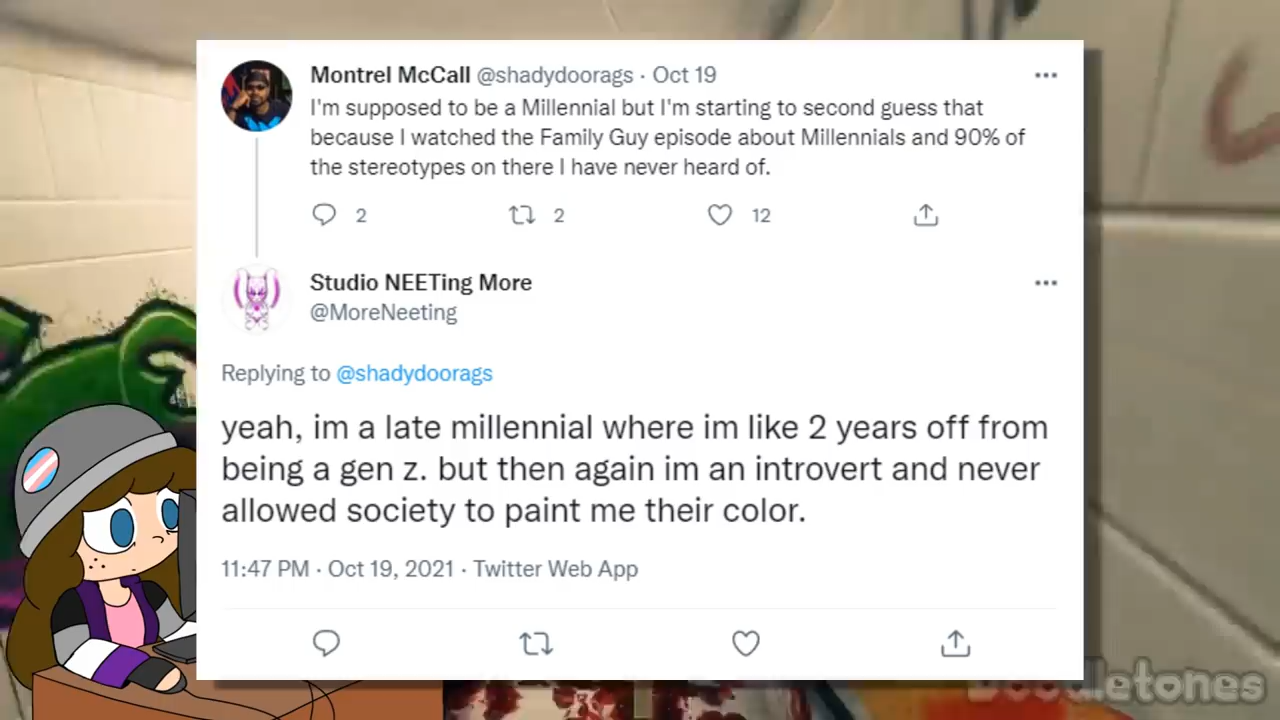 Montrel McCall @shadydoorags · Oct 19
I'm supposed to be a Millennial but I'm starting to second guess that
because I watched the Family Guy episode about Millennials and 90% of
the stereotypes on there I have never heard of.
2 2 12
Studio NEETing More
@MoreNeeting
Replying to @shadydoorags
yeah, im a late millennial where im like 2 years off from
being a gen z. but then again im an introvert and never
allowed society to paint me their color.
11:47 PM · Oct 19, 2021 · Twitter Web App
Doodletones